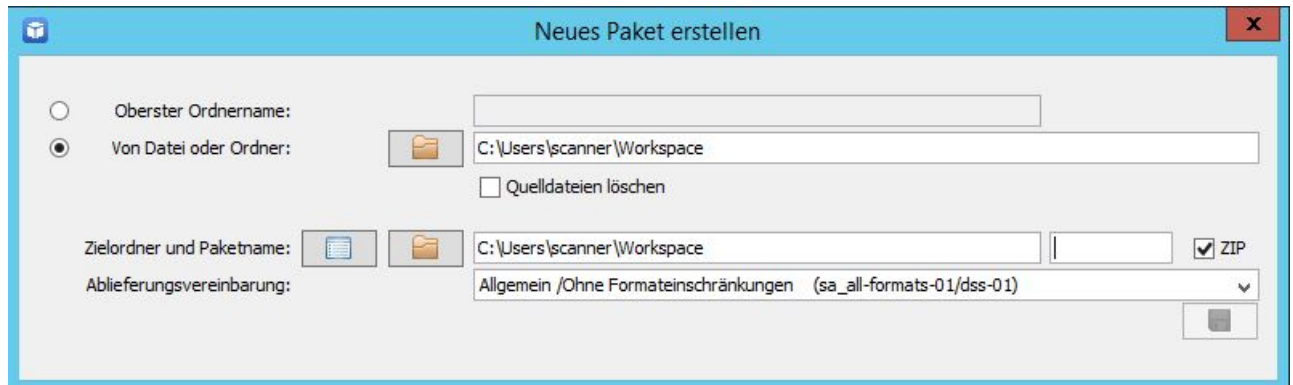 Neues Paket erstellen
x
Oberster Ordnername:
Von Datei oder Ordner: C:\Users\scanner\Workspace
Quelldateien löschen
Zielordner und Paketname: C:\Users\scanner\Workspace ZIP
Ablieferungsvereinbarung: Allgemein /Ohne Formateinschränkungen (sa_all-formats-01/dss-01)